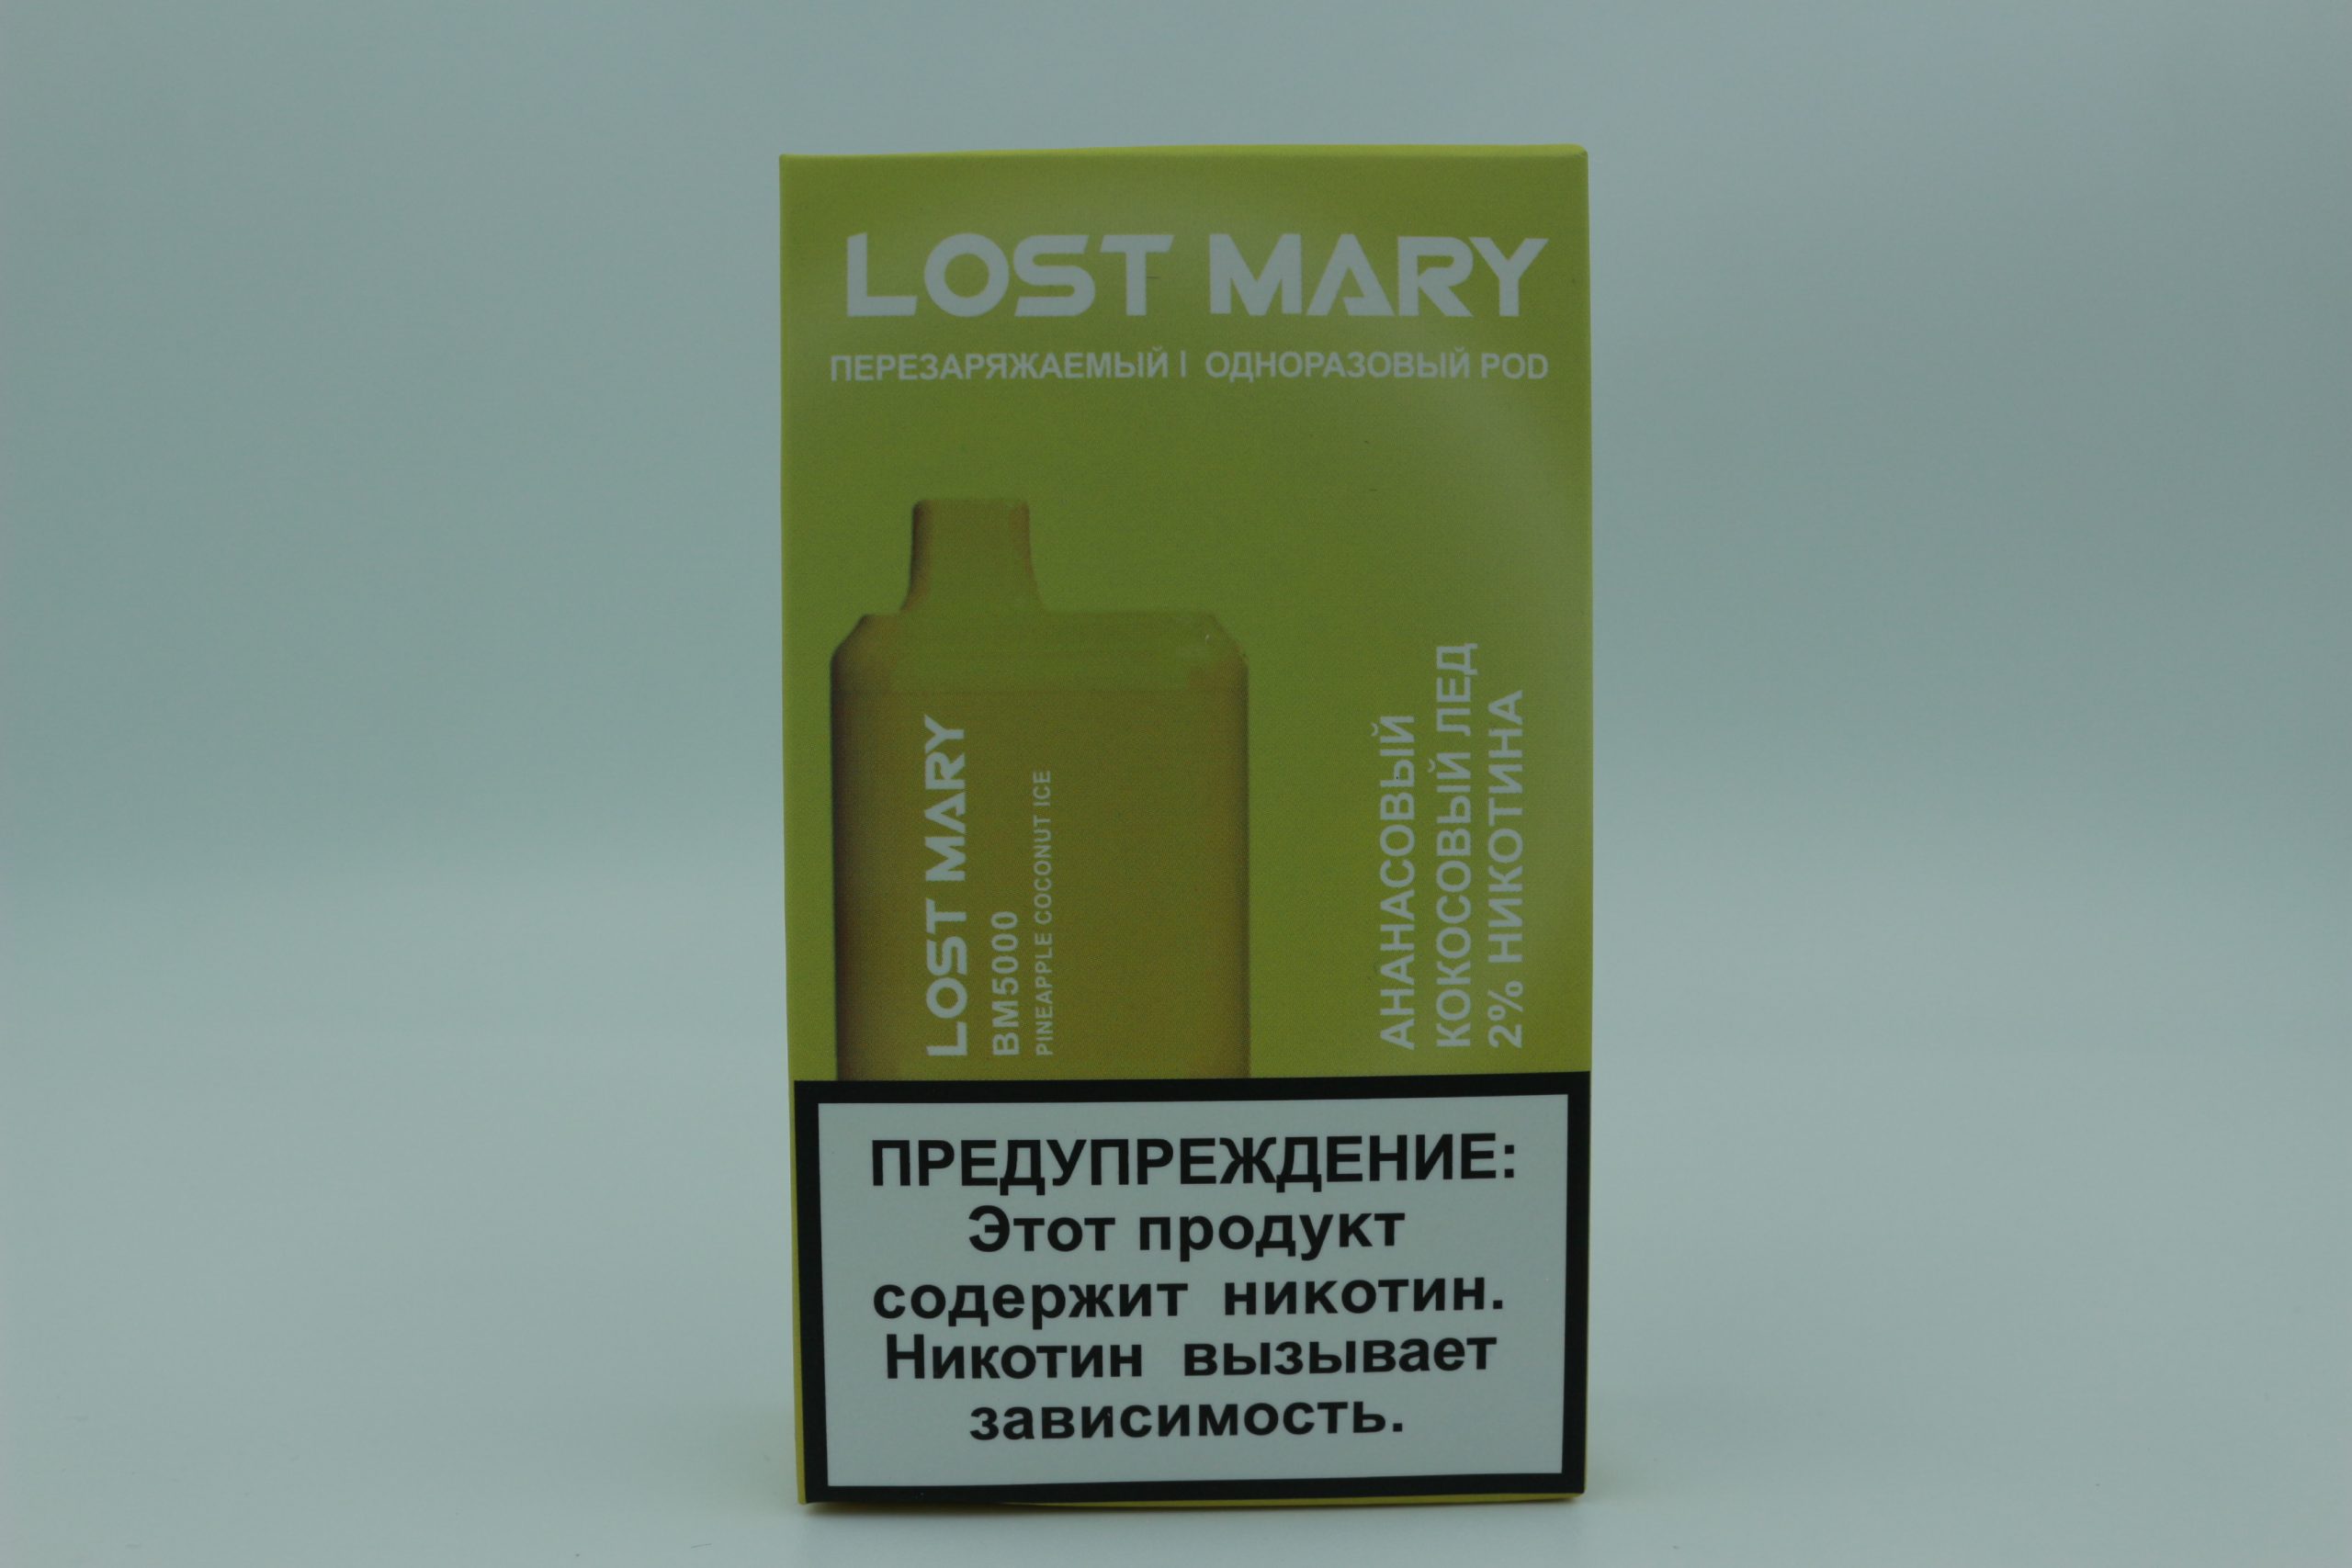 LOST MARY
ПЕРЕЗАРЯЖАЕМЫЙ | ОДНОРАЗОВЫЙ POD
LOST MARY
BM5000
PINEAPPLE COCONUT ICE
АНАНАСОВЫЙ
КОКОСОВЫЙ ЛЕД
2% НИКОТИНА
ПРЕДУПРЕЖДЕНИЕ:
Этот продукт
содержит никотин.
Никотин вызывает
зависимость.